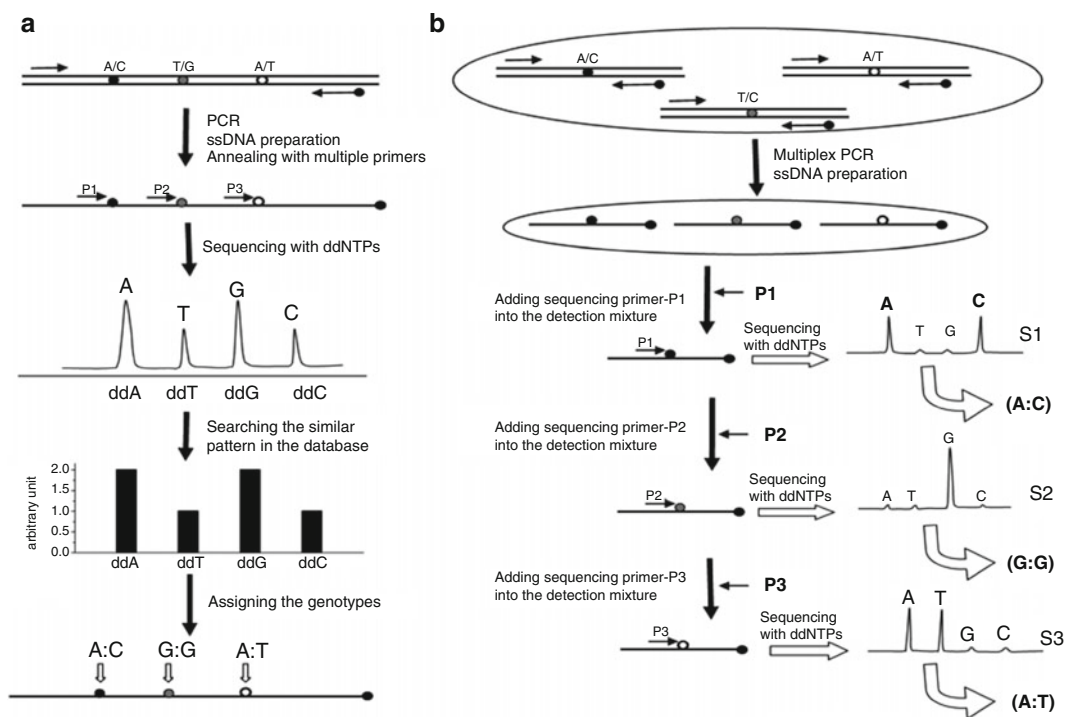 a
A/C T/G A/T
PCR
ssDNA preparation
Annealing with multiple primers
P1 P2 P3
Sequencing with ddNTPs
A T G C
ddA ddT ddG ddC
Searching the similar
pattern in the database
arbitrary unit
2.0
1.5
1.0
0.5
0.0
ddA ddT ddG ddC
Assigning the genotypes
A:C G:G A:T
b
A/C A/T
T/C
Multiplex PCR
ssDNA preparation
Adding sequencing primer-P1
into the detection mixture
P1
P1
Sequencing
with ddNTPs
A T G C S1
(A:C)
Adding sequencing primer-P2
into the detection mixture
P2
P2
Sequencing
with ddNTPs
A T G C S2
(G:G)
Adding sequencing primer-P3
into the detection mixture
P3
P3
Sequencing
with ddNTPs
A T G C S3
(A:T)